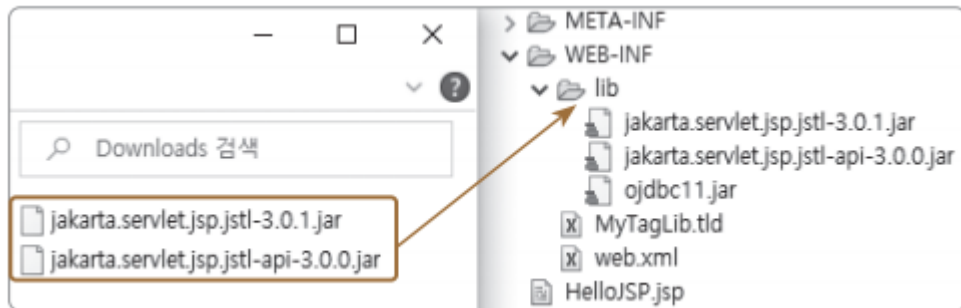 Downloads 검색
jakarta.servlet.jsp.jstl-3.0.1.jar
jakarta.servlet.jsp.jstl-api-3.0.0.jar
META-INF
WEB-INF
lib
jakarta.servlet.jsp.jstl-3.0.1.jar
jakarta.servlet.jsp.jstl-api-3.0.0.jar
ojdbc11.jar
MyTagLib.tld
web.xml
HelloJSP.jsp